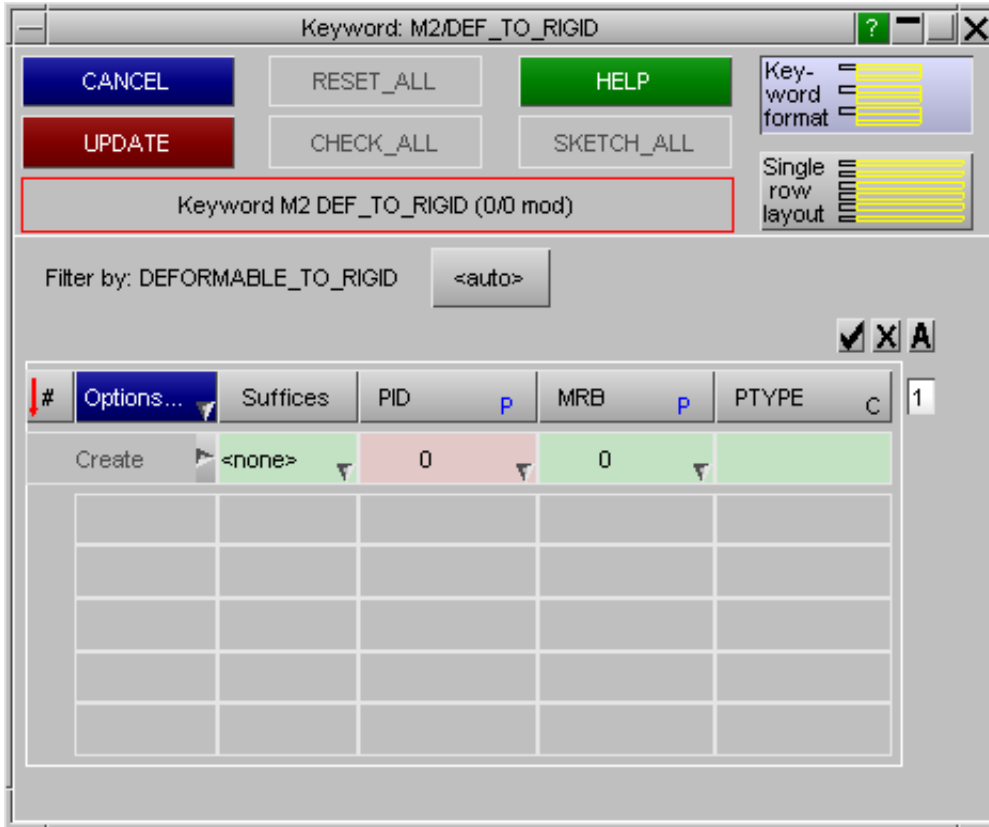 Keyword: M2/DEF_TO_RIGID
?
CANCEL RESET_ALL HELP
Key-
word
format
UPDATE CHECK_ALL SKETCH_ALL
Single
row
layout
Keyword M2 DEF_TO_RIGID (0/0 mod)
Filter by: DEFORMABLE_TO_RIGID <auto>
X A
# Options... Suffices PID P MRB P PTYPE C 1
Create <none> 0 0